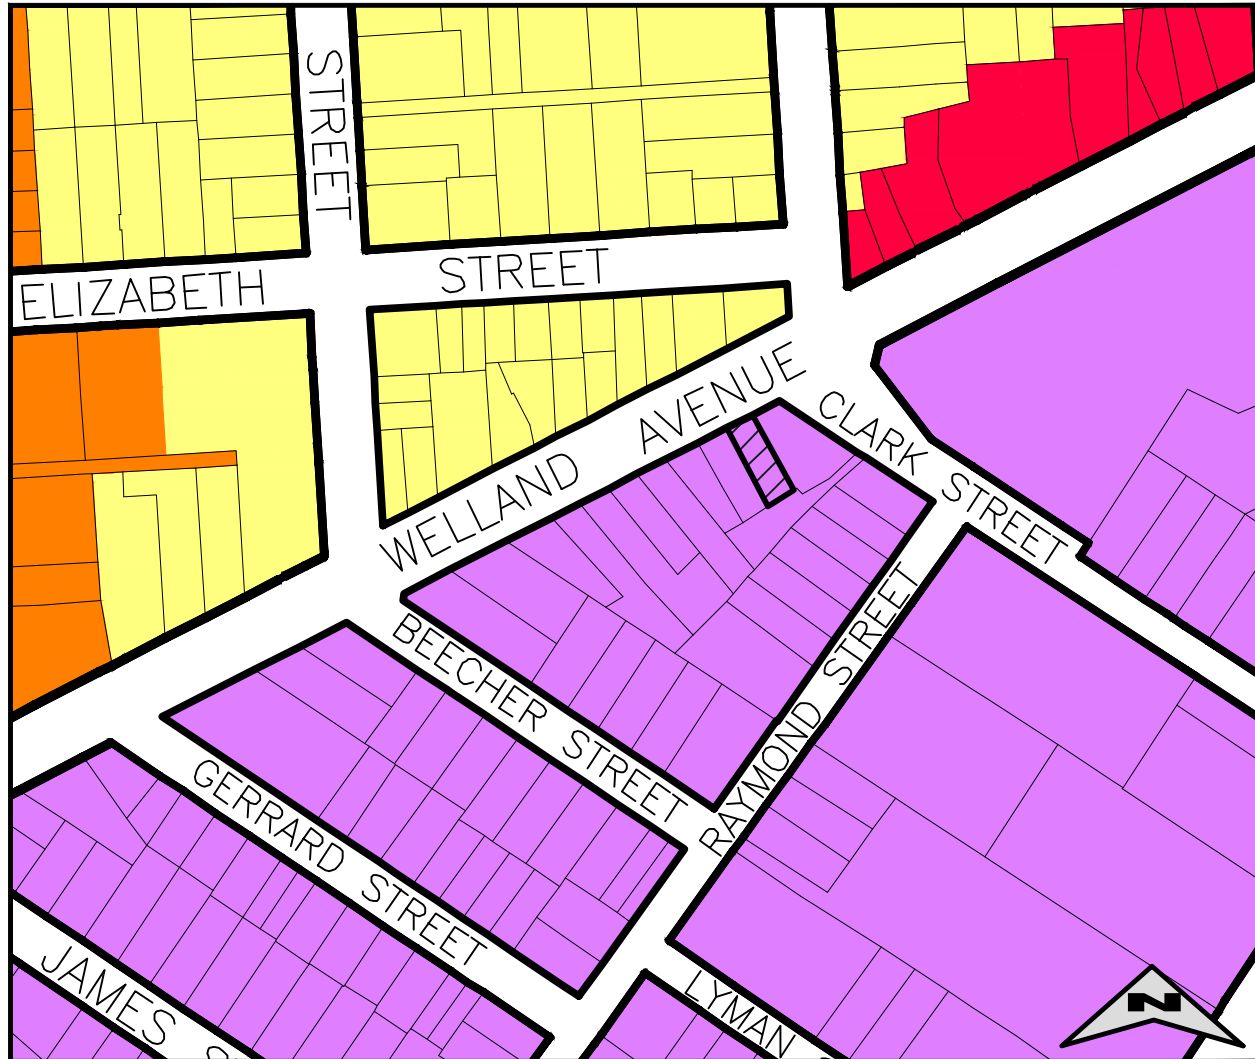 STREET
ELIZABETH STREET
WELLAND AVENUE
CLARK STREET
BEECHER STREET
RAYMOND STREET
GERRARD STREET
JAMES S
LYMAN
N